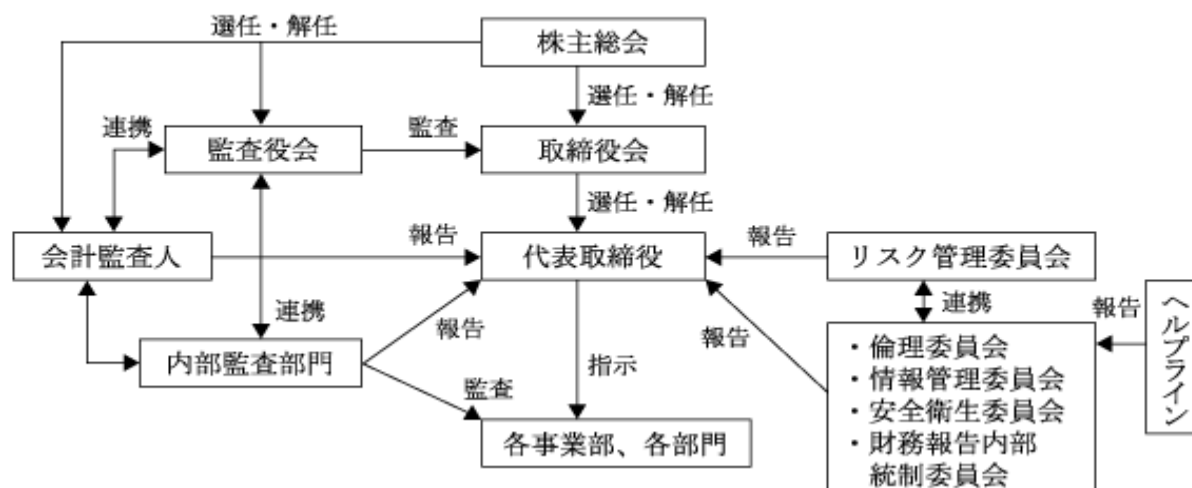 選任・解任
株主総会
選任・解任
連携
監査役会
監査
取締役会
選任・解任
会計監査人
報告
代表取締役
報告
リスク管理委員会
連携
報告
ヘルプライン
連携
報告
報告
内部監査部門
指示
監査
各事業部、各部門
・倫理委員会
・情報管理委員会
・安全衛生委員会
・財務報告内部
統制委員会